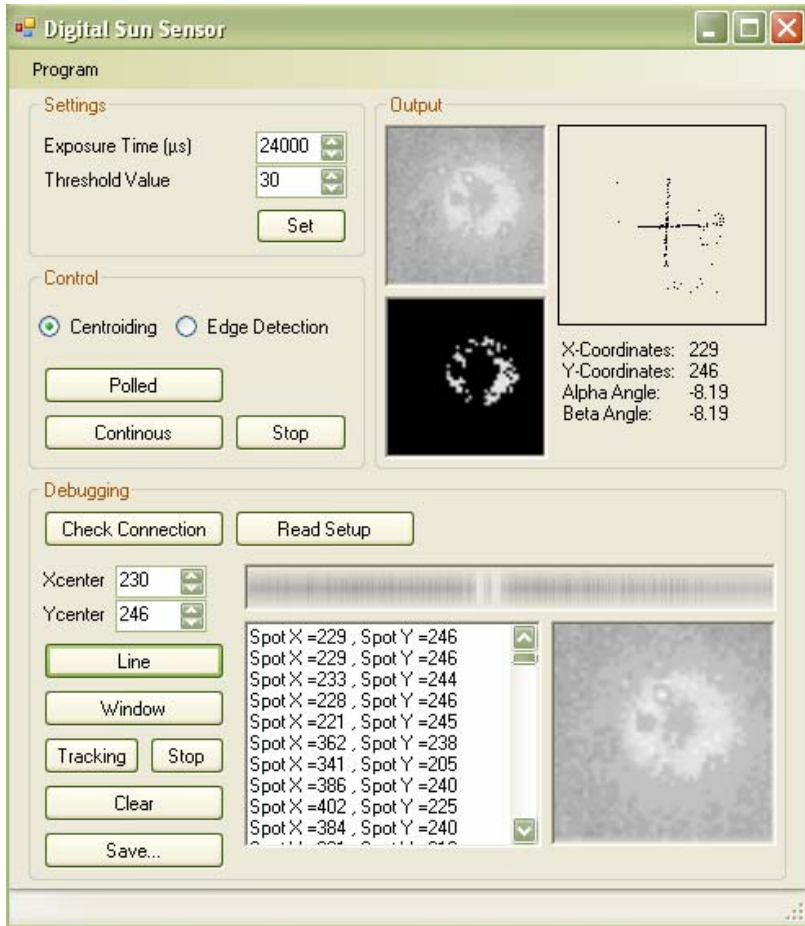 Digital Sun Sensor
Program
Settings
Exposure Time (µs) 24000
Threshold Value 30
Set
Control
Centroiding Edge Detection
Polled
Continous Stop
Output
X-Coordinates: 229
Y-Coordinates: 246
Alpha Angle: -8.19
Beta Angle: -8.19
Debugging
Check Connection Read Setup
Xcenter 230
Ycenter 246
Line
Window
Tracking Stop
Clear
Save...
Spot X =229 , Spot Y =246
Spot X =229 , Spot Y =246
Spot X =233 , Spot Y =244
Spot X =228 , Spot Y =246
Spot X =221 , Spot Y =245
Spot X =362 , Spot Y =238
Spot X =341 , Spot Y =205
Spot X =386 , Spot Y =240
Spot X =402 , Spot Y =225
Spot X =384 , Spot Y =240